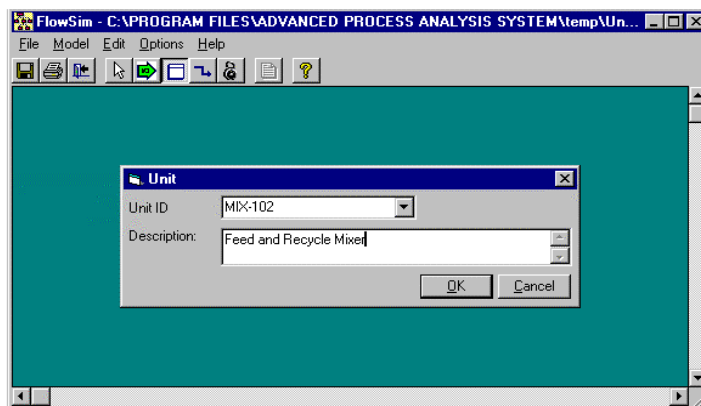 FlowSim - C:\PROGRAM FILES\ADVANCED PROCESS ANALYSIS SYSTEM\temp\Un...
File Model Edit Options Help
Unit
Unit ID MIX-102
Description: Feed and Recycle Mixer
OK Cancel